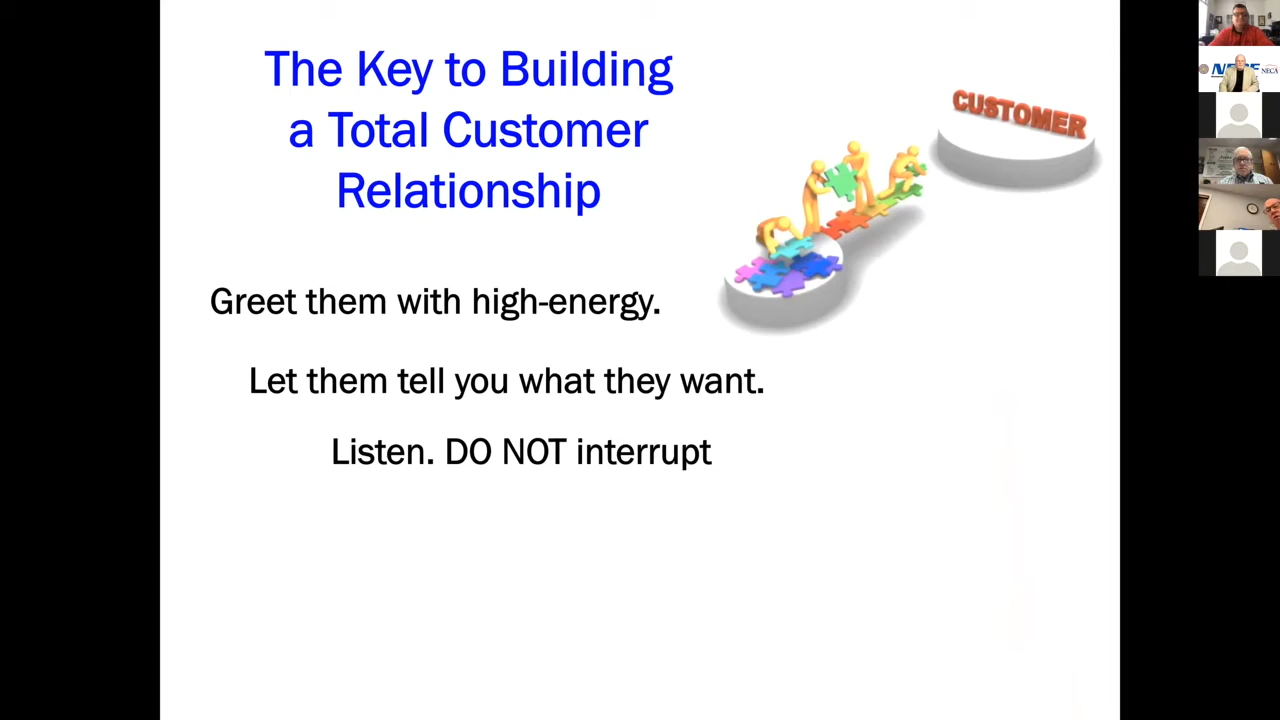 The Key to Building
a Total Customer
Relationship
CUSTOMER
Greet them with high-energy.
Let them tell you what they want.
Listen. DO NOT interrupt
NECA